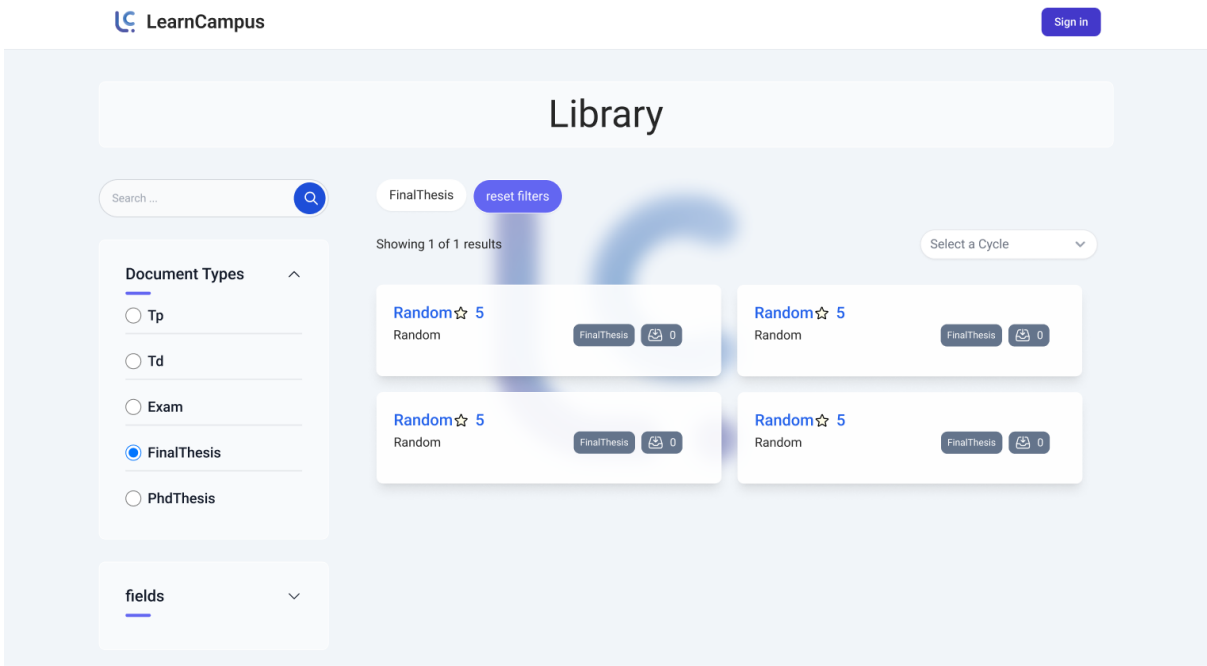 LearnCampus
Sign in
Library
Search ...
Document Types
Tp
Td
Exam
FinalThesis
PhdThesis
fields
FinalThesis
reset filters
Showing 1 of 1 results
Select a Cycle
Random 5
Random
FinalThesis 0
Random 5
Random
FinalThesis 0
Random 5
Random
FinalThesis 0
Random 5
Random
FinalThesis 0